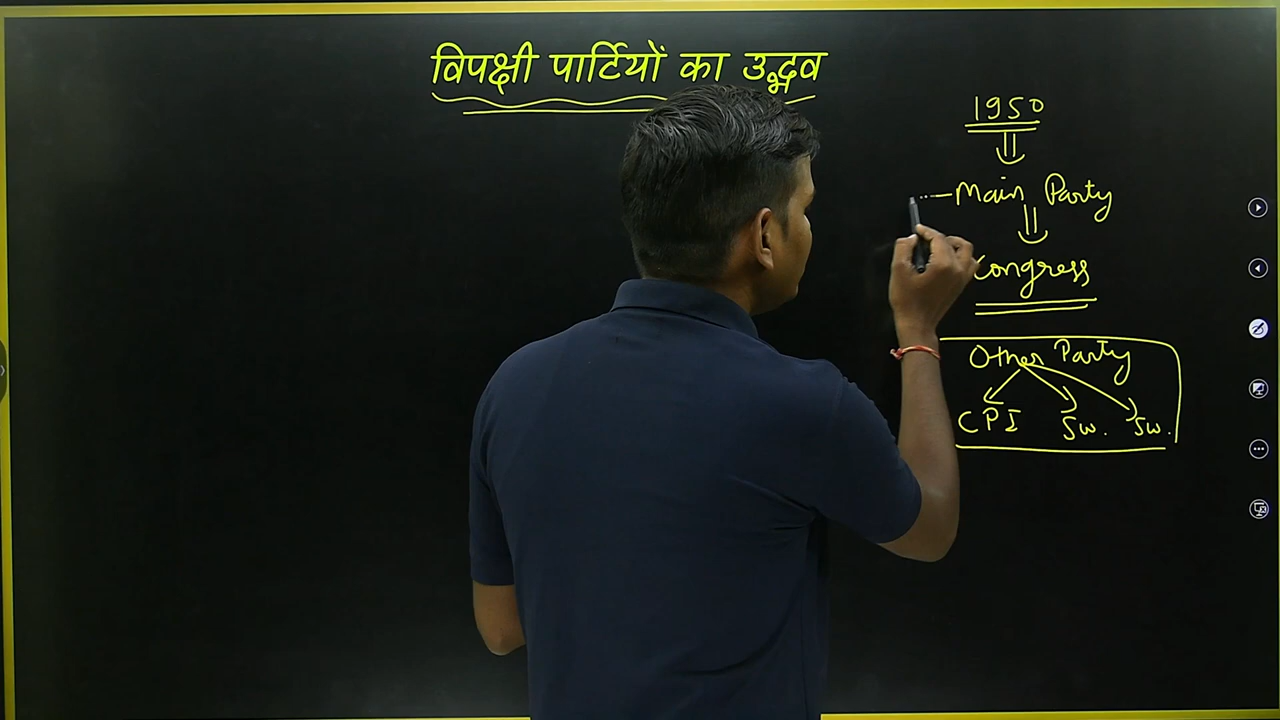 विपक्षी पार्टियों का उद्भव
1950
Main Party
Congress
Other Party
CPI Sw. Sw.